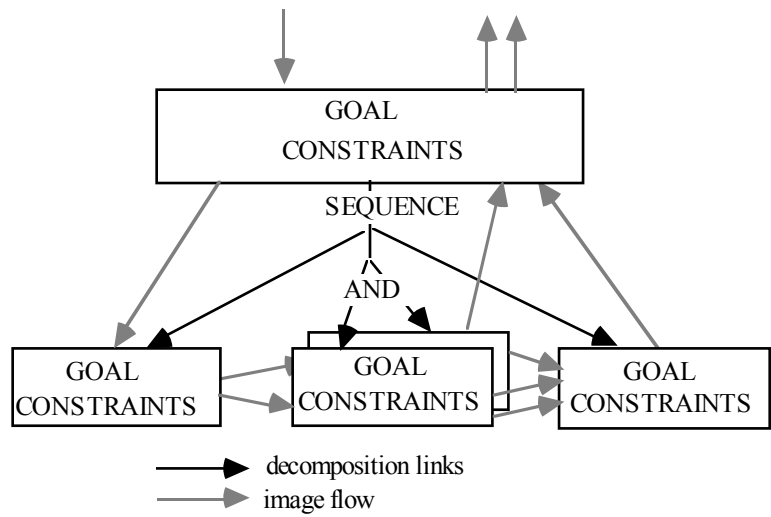 GOAL
CONSTRAINTS
SEQUENCE
AND
GOAL
CONSTRAINTS
GOAL
CONSTRAINTS
GOAL
CONSTRAINTS
decomposition links
image flow